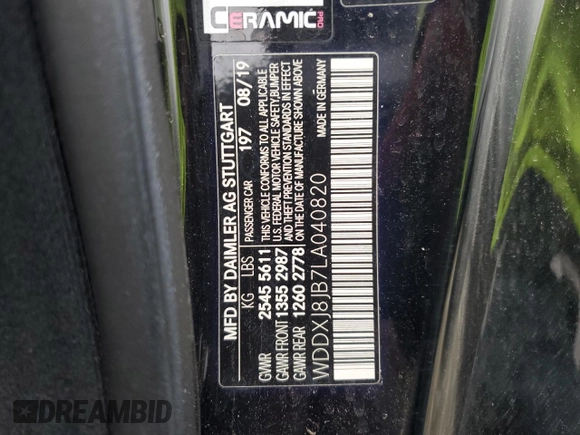 CERAMIC PRO
MFD BY DAIMLER AG STUTTGART
KG LBS PASSENGER CAR 197 08/19
GVWR 2545 5611 THIS VEHICLE CONFORMS TO ALL APPLICABLE
GAWR FRONT 1355 2987 U.S. FEDERAL MOTOR VEHICLE SAFETY, BUMPER
AND THEFT PREVENTION STANDARDS IN EFFECT
GAWR REAR 1260 2778 ON THE DATE OF MANUFACTURE SHOWN ABOVE
WDDXJ8JB7LA040820 MADE IN GERMANY
DREAMBID